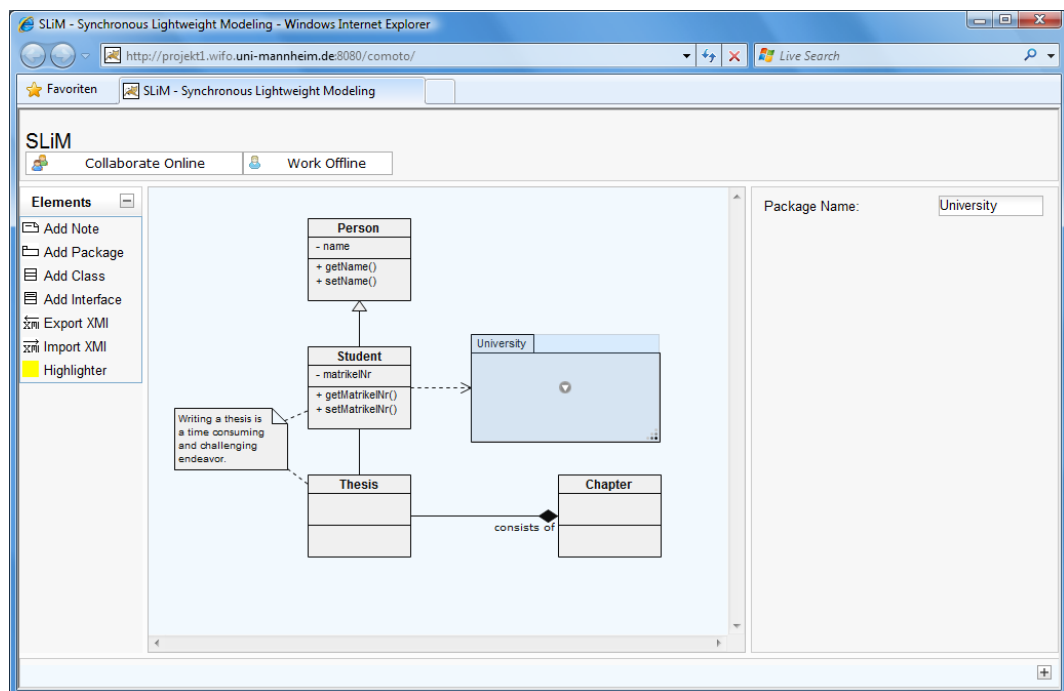 SLiM - Synchronous Lightweight Modeling - Windows Internet Explorer
http://projekt1.wifo.uni-mannheim.de:8080/comoto/
Live Search
Favoriten
SLiM - Synchronous Lightweight Modeling
SLiM
Collaborate Online
Work Offline
Elements
Add Note
Add Package
Add Class
Add Interface
xmi Export XMI
xmi Import XMI
Highlighter
Person
- name
+ getName()
+ setName()
Student
- matrikelNr
+ getMatrikelNr()
+ setMatrikelNr()
University
Writing a thesis is
a time consuming
and challenging
endeavor.
Thesis
Chapter
consists of
Package Name:
University